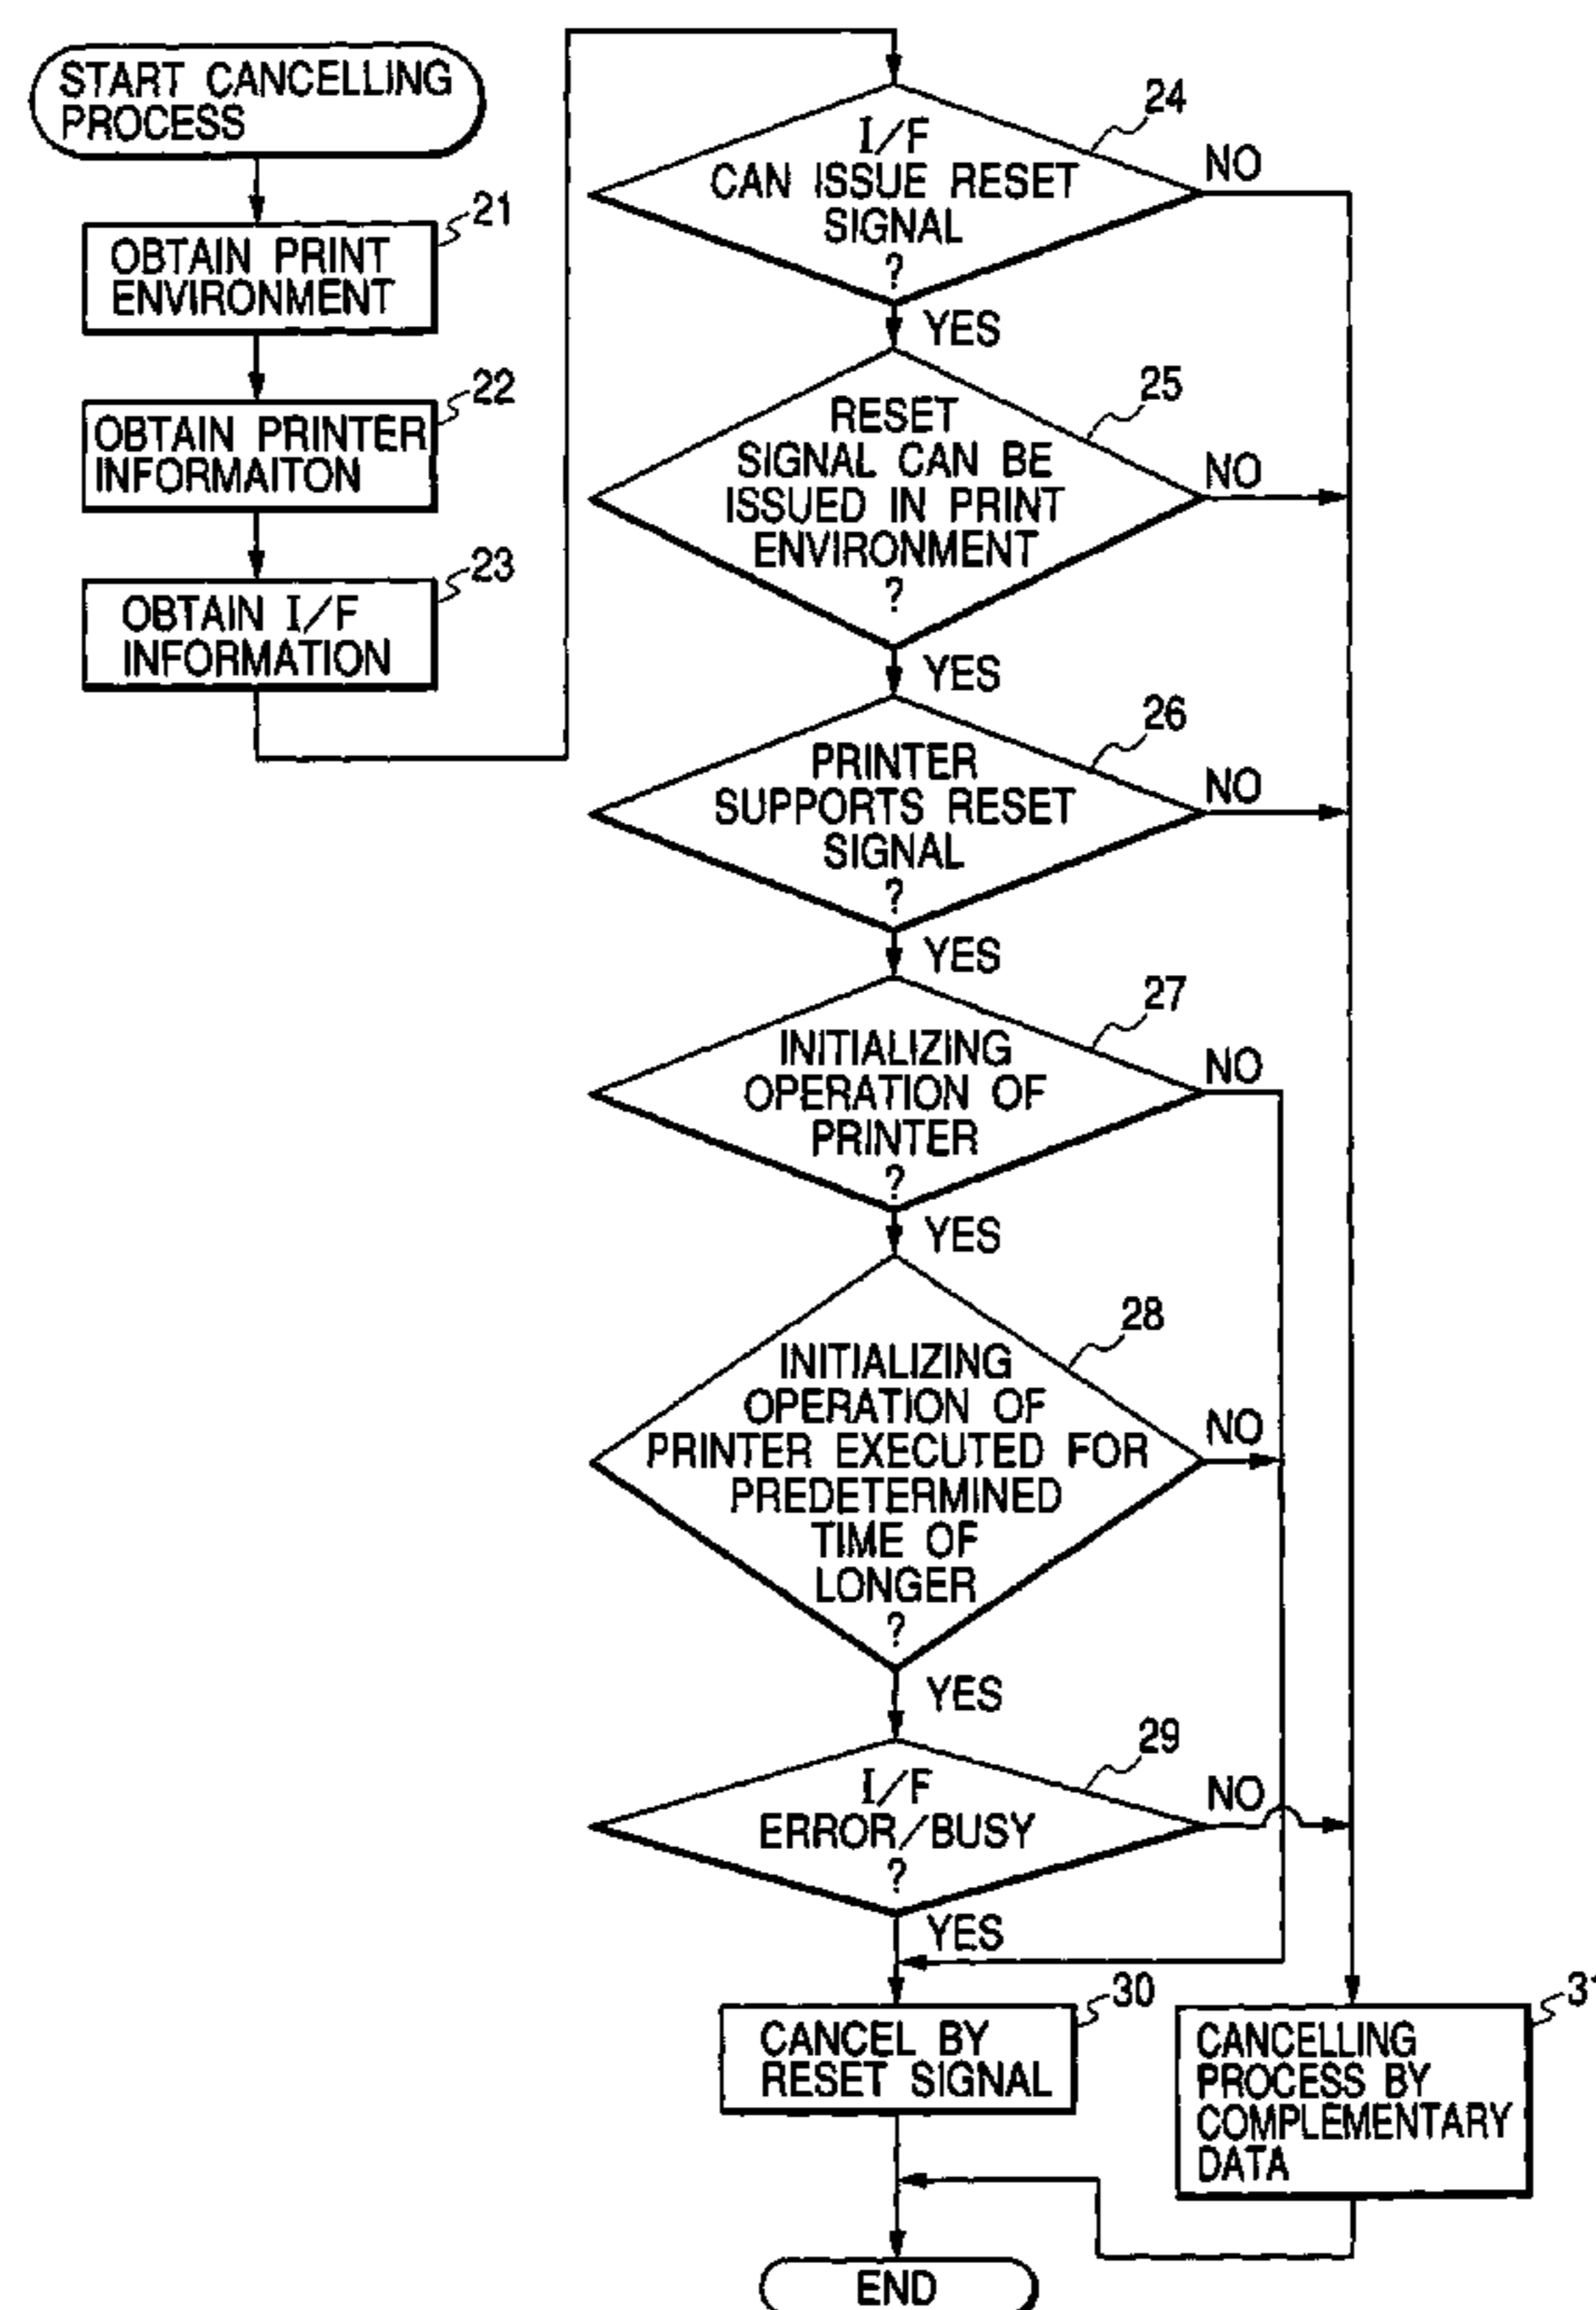 START CANCELLING
PROCESS
21
OBTAIN PRINT
ENVIRONMENT
22
OBTAIN PRINTER
INFORMAITON
23
OBTAIN I/F
INFORMATION
24
I/F
CAN ISSUE RESET
SIGNAL
?
NO
YES
25
RESET
SIGNAL CAN BE
ISSUED IN PRINT
ENVIRONMENT
?
NO
YES
26
PRINTER
SUPPORTS RESET
SIGNAL
?
NO
YES
27
INITIALIZING
OPERATION OF
PRINTER
?
NO
YES
28
INITIALIZING
OPERATION OF
PRINTER EXECUTED FOR
PREDETERMINED
TIME OF
LONGER
?
NO
YES
29
I/F
ERROR/BUSY
?
NO
YES
30
CANCEL BY
RESET SIGNAL
CANCELLING
PROCESS BY
COMPLEMENTARY
DATA
END